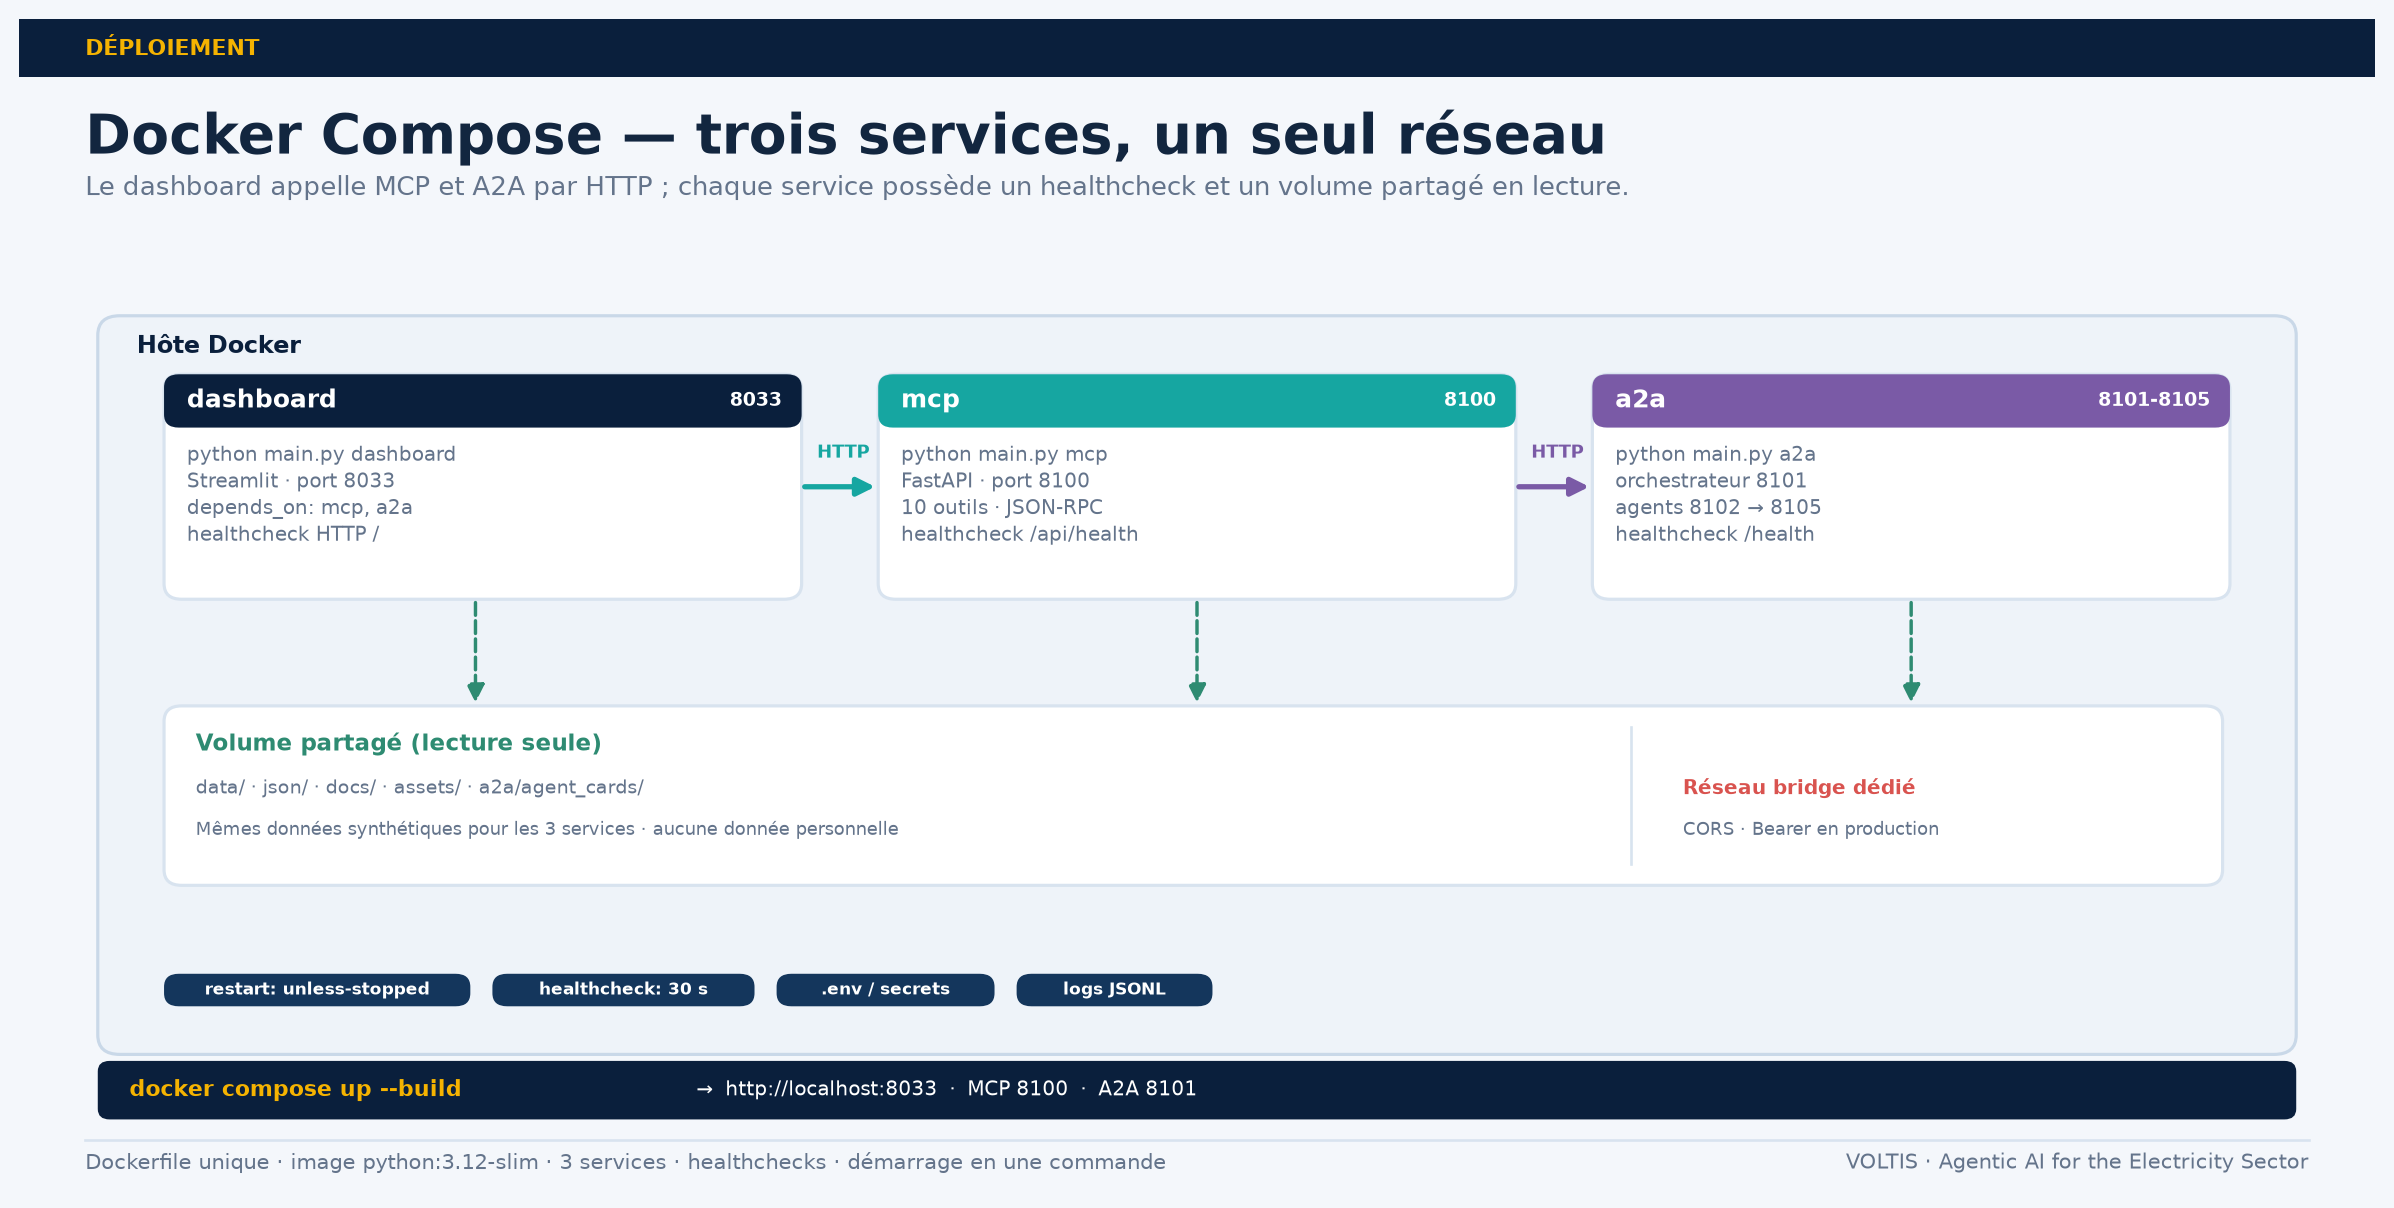 DÉPLOIEMENT
Docker Compose — trois services, un seul réseau
Le dashboard appelle MCP et A2A par HTTP ; chaque service possède un healthcheck et un volume partagé en lecture.
Hôte Docker
dashboard 8033
python main.py dashboard
Streamlit · port 8033
depends_on: mcp, a2a
healthcheck HTTP /
HTTP
mcp 8100
python main.py mcp
FastAPI · port 8100
10 outils · JSON-RPC
healthcheck /api/health
HTTP
a2a 8101-8105
python main.py a2a
orchestrateur 8101
agents 8102 → 8105
healthcheck /health
Volume partagé (lecture seule)
data/ · json/ · docs/ · assets/ · a2a/agent_cards/
Mêmes données synthétiques pour les 3 services · aucune donnée personnelle
Réseau bridge dédié
CORS · Bearer en production
restart: unless-stopped
healthcheck: 30 s
.env / secrets
logs JSONL
docker compose up --build → http://localhost:8033 · MCP 8100 · A2A 8101
Dockerfile unique · image python:3.12-slim · 3 services · healthchecks · démarrage en une commande
VOLTIS · Agentic AI for the Electricity Sector